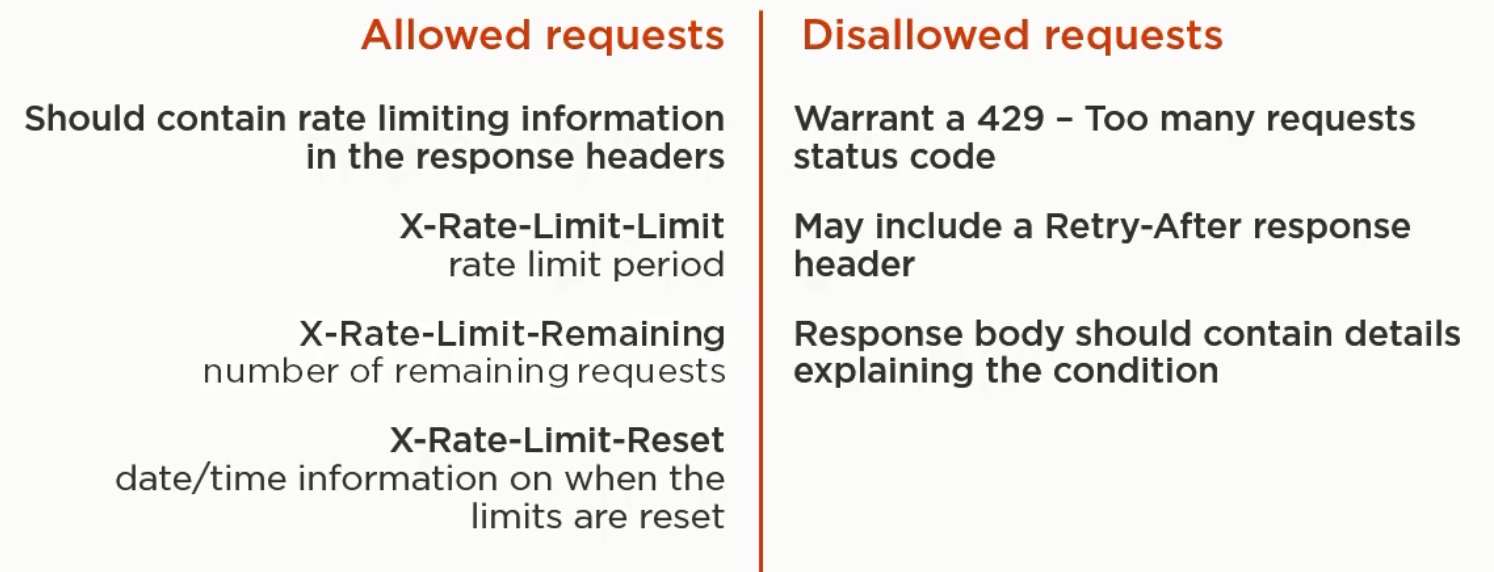 Allowed requests
Should contain rate limiting information
in the response headers
X-Rate-Limit-Limit
rate limit period
X-Rate-Limit-Remaining
number of remaining requests
X-Rate-Limit-Reset
date/time information on when the
limits are reset
Disallowed requests
Warrant a 429 – Too many requests
status code
May include a Retry-After response
header
Response body should contain details
explaining the condition